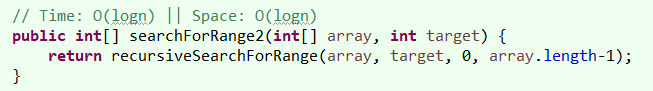 // Time: O(logn) || Space: O(logn)
public int[] searchForRange2(int[] array, int target) {
    return recursiveSearchForRange(array, target, 0, array.length-1);
}